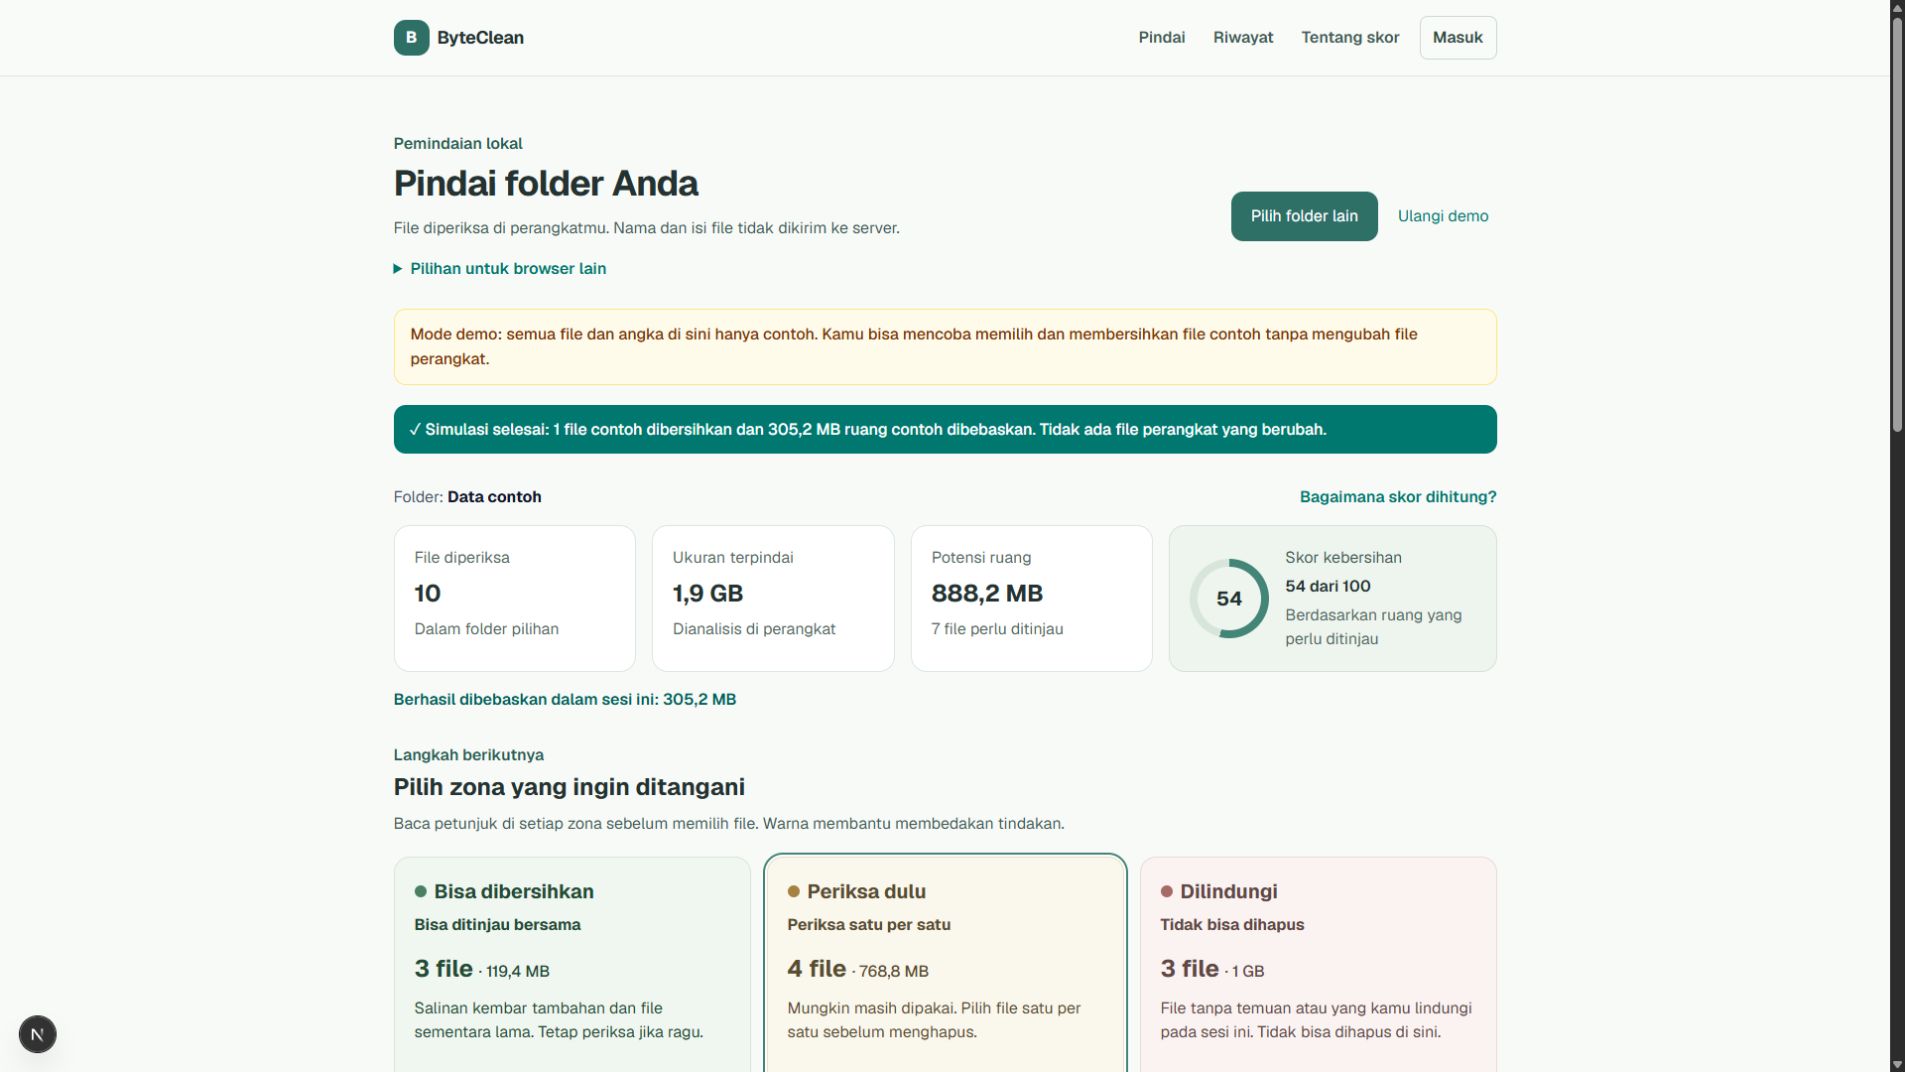 B ByteClean
Pindai Riwayat Tentang skor Masuk
Pemindaian lokal
Pindai folder Anda
File diperiksa di perangkatmu. Nama dan isi file tidak dikirim ke server.
Pilih folder lain Ulangi demo
▶ Pilihan untuk browser lain
Mode demo: semua file dan angka di sini hanya contoh. Kamu bisa mencoba memilih dan membersihkan file contoh tanpa mengubah file
perangkat.
✓ Simulasi selesai: 1 file contoh dibersihkan dan 305,2 MB ruang contoh dibebaskan. Tidak ada file perangkat yang berubah.
Folder: Data contoh
Bagaimana skor dihitung?
File diperiksa
10
Dalam folder pilihan
Ukuran terpindai
1,9 GB
Dianalisis di perangkat
Potensi ruang
888,2 MB
7 file perlu ditinjau
54
Skor kebersihan
54 dari 100
Berdasarkan ruang yang
perlu ditinjau
Berhasil dibebaskan dalam sesi ini: 305,2 MB
Langkah berikutnya
Pilih zona yang ingin ditangani
Baca petunjuk di setiap zona sebelum memilih file. Warna membantu membedakan tindakan.
Bisa dibersihkan
Bisa ditinjau bersama
3 file · 119,4 MB
Salinan kembar tambahan dan file
sementara lama. Tetap periksa jika ragu.
Periksa dulu
Periksa satu per satu
4 file · 768,8 MB
Mungkin masih dipakai. Pilih file satu per
satu sebelum menghapus.
Dilindungi
Tidak bisa dihapus
3 file · 1 GB
File tanpa temuan atau yang kamu lindungi
pada sesi ini. Tidak bisa dihapus di sini.
N